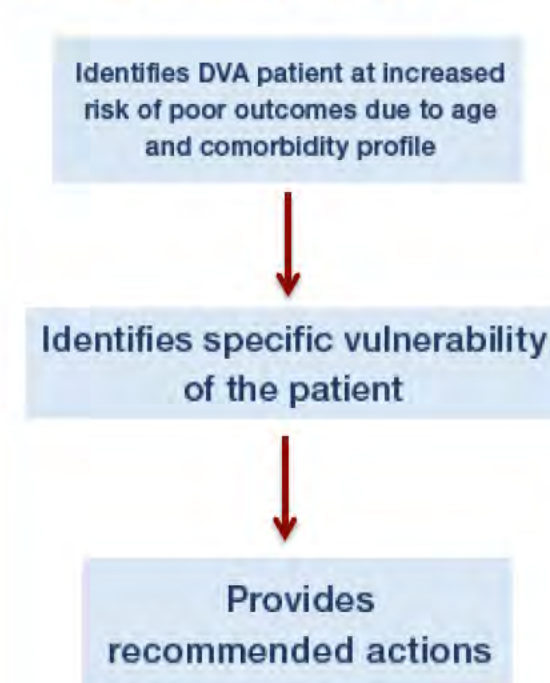 Identifies DVA patient at increased
risk of poor outcomes due to age
and comorbidity profile
Identifies specific vulnerability
of the patient
Provides
recommended actions